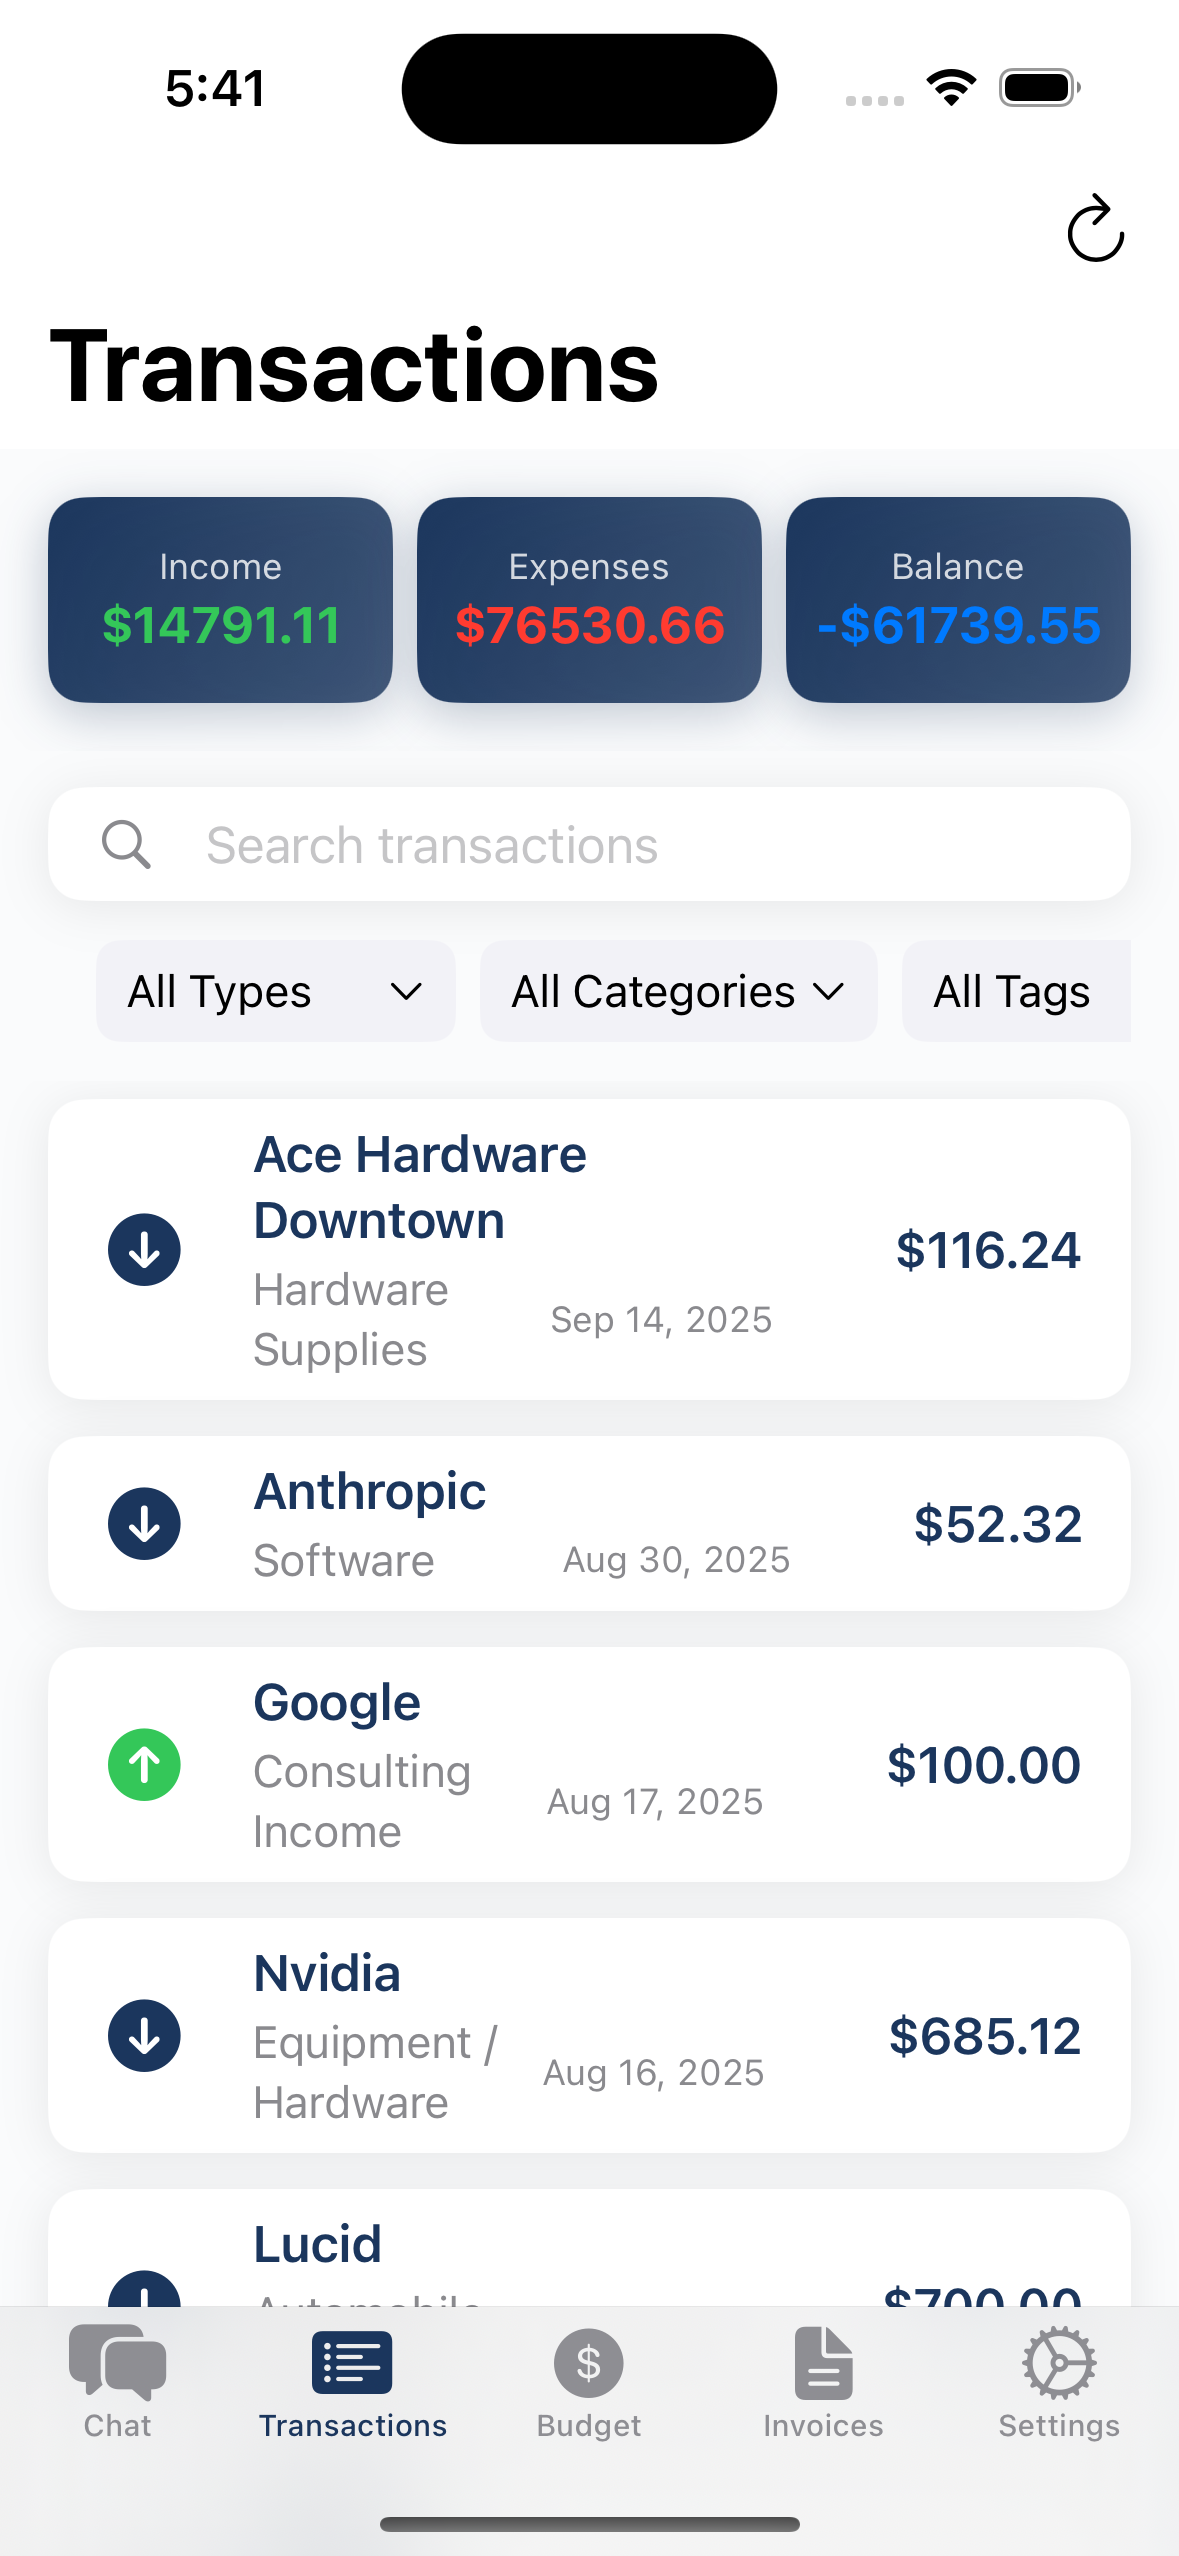 5:41
Transactions
Income
$14791.11
Expenses
$76530.66
Balance
-$61739.55
Search transactions
All Types
All Categories
All Tags
Ace Hardware
Downtown
Hardware
Supplies
Sep 14, 2025
$116.24
Anthropic
Software
Aug 30, 2025
$52.32
Google
Consulting
Income
Aug 17, 2025
$100.00
Nvidia
Equipment /
Hardware
Aug 16, 2025
$685.12
Lucid
Automobile
$700.00
Chat
Transactions
Budget
Invoices
Settings